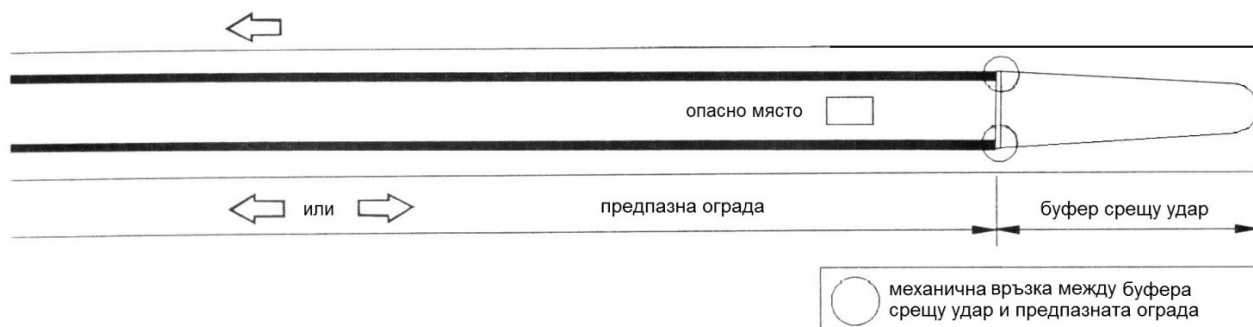 опасно място
или
предпазна ограда
буфер срещу удар
механична връзка между буфера
срещу удар и предпазната ограда